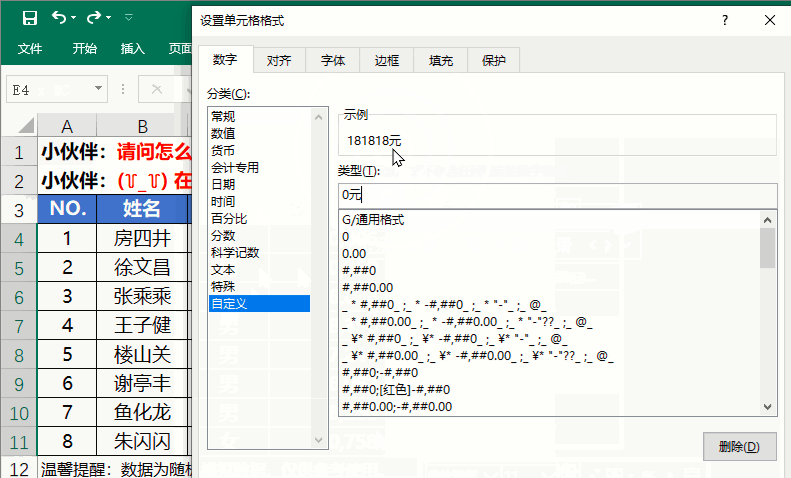 设置单元格格式
文件 开始 插入 页面
数字 对齐 字体 边框 填充 保护
E4
分类(C):
常规
数值
货币
会计专用
日期
时间
百分比
分数
科学记数
文本
特殊
自定义
示例
181818元
类型(T):
0元
G/通用格式
0
0.00
#,##0
#,##0.00
_ * #,##0_ ;_ * -#,##0_ ;_ * "-"_ ;_ @_
_ * #,##0.00_ ;_ * -#,##0.00_ ;_ * "-"??_ ;_ @_
_ ¥* #,##0_ ;_ ¥* -#,##0_ ;_ ¥* "-"_ ;_ @_
_ ¥* #,##0.00_ ;_ ¥* -#,##0.00_ ;_ ¥* "-"??_ ;_ @_
#,##0;-#,##0
#,##0;[红色]-#,##0
#,##0.00;-#,##0.00
删除(D)
A B
1 小伙伴：请问怎么
2 小伙伴：(ㄒ_ㄒ) 在
3 NO. 姓名
4 1 房四井
5 2 徐文昌
6 3 张乘乘
7 4 王子健
8 5 楼山关
9 6 谢亭丰
10 7 鱼化龙
11 8 朱闪闪
12 温馨提醒：数据为随机